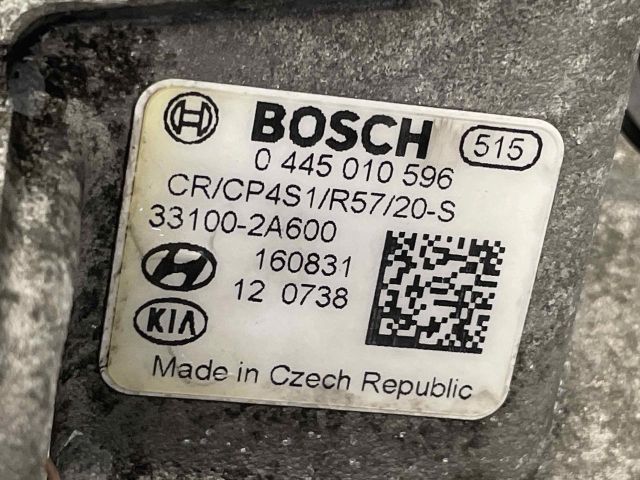 BOSCH 515
0 445 010 596
CR/CP4S1/R57/20-S
33100-2A600
160831
12 0738
KIA
Made in Czech Republic